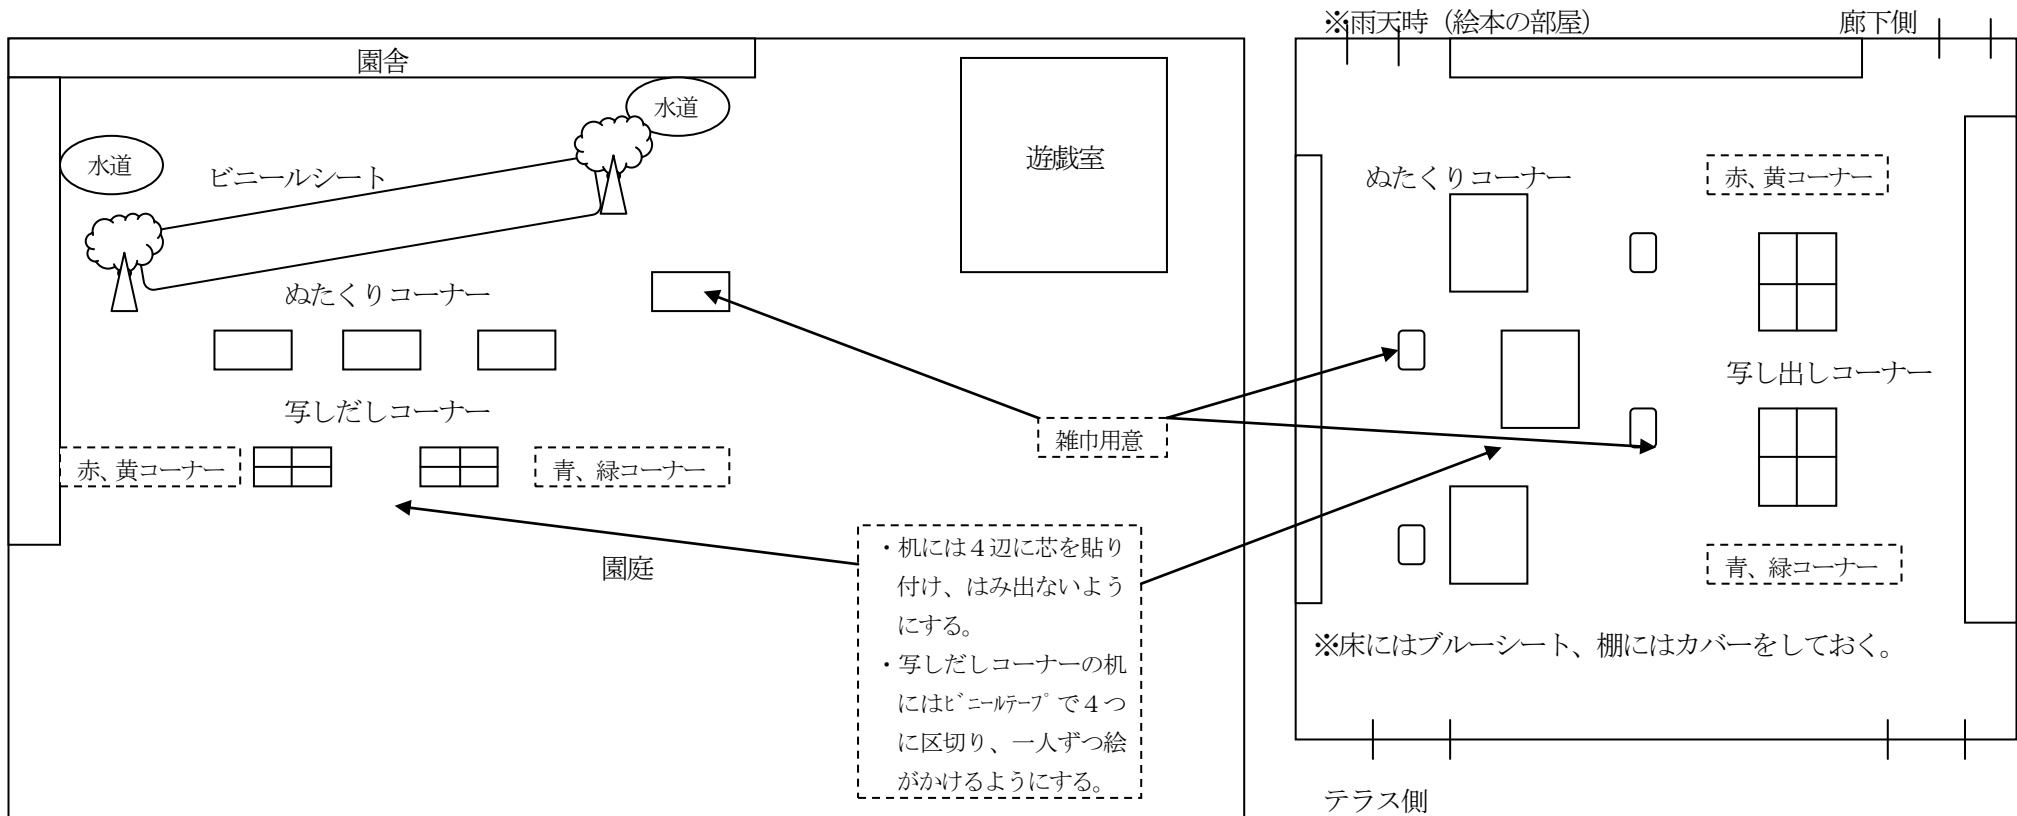 ※雨天時（絵本の部屋）
廊下側
園舎
水道
水道
ビニールシート
遊戯室
ぬたくりコーナー
赤、黄コーナー
ぬたくりコーナー
写し出しコーナー
写しだしコーナー
雑巾用意
赤、黄コーナー
青、緑コーナー
・机には４辺に芯を貼り
付け、はみ出ないよう
にする。
・写しだしコーナーの机
にはﾋﾞﾆｰﾙﾃｰﾌﾟで４つ
に区切り、一人ずつ絵
がかけるようにする。
園庭
青、緑コーナー
※床にはブルーシート、棚にはカバーをしておく。
テラス側